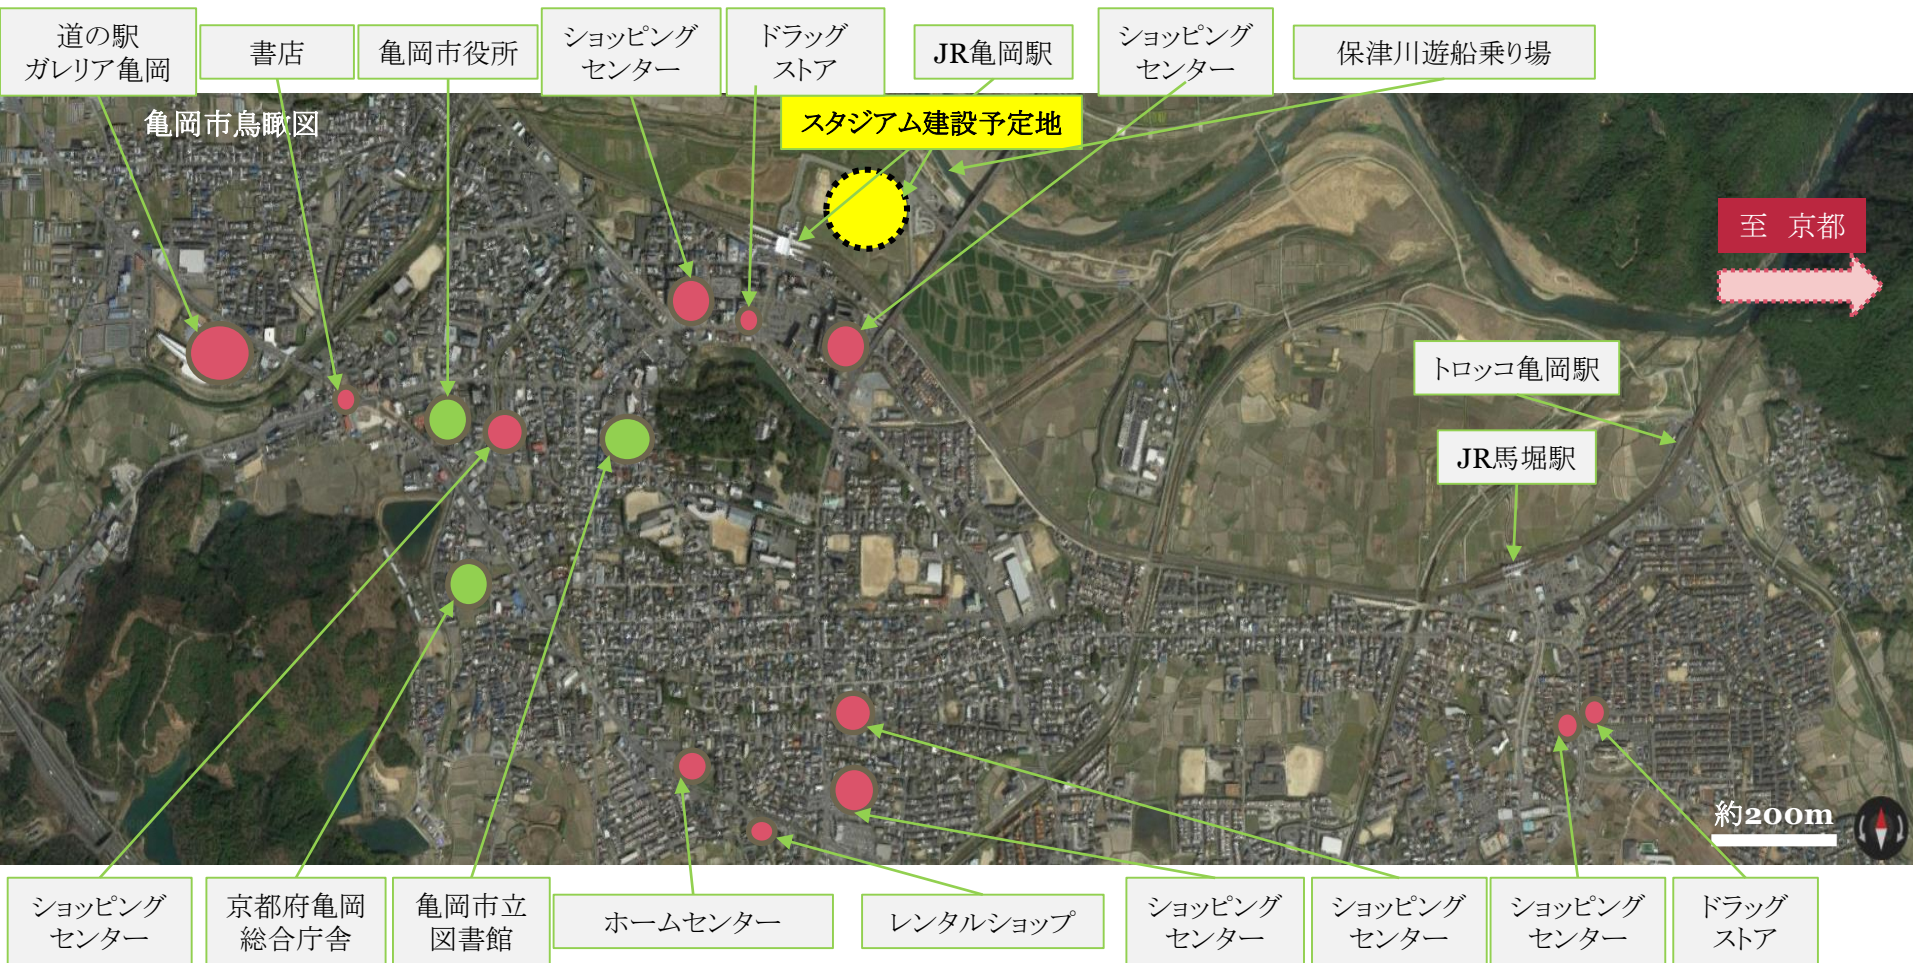 道の駅
ガレリア亀岡
書店
亀岡市役所
ショッピング
センター
ドラッグ
ストア
JR亀岡駅
ショッピング
センター
保津川遊船乗り場
亀岡市鳥瞰図
スタジアム建設予定地
至　京都
トロッコ亀岡駅
JR馬堀駅
約200m
ショッピング
センター
京都府亀岡
総合庁舎
亀岡市立
図書館
ホームセンター
レンタルショップ
ショッピング
センター
ショッピング
センター
ショッピング
センター
ドラッグ
ストア